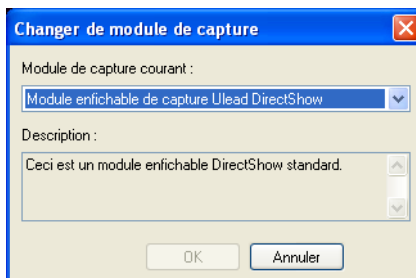 Changer de module de capture
Module de capture courant :
Module enfichable de capture Ulead DirectShow
Description :
Ceci est un module enfichable DirectShow standard.
OK Annuler